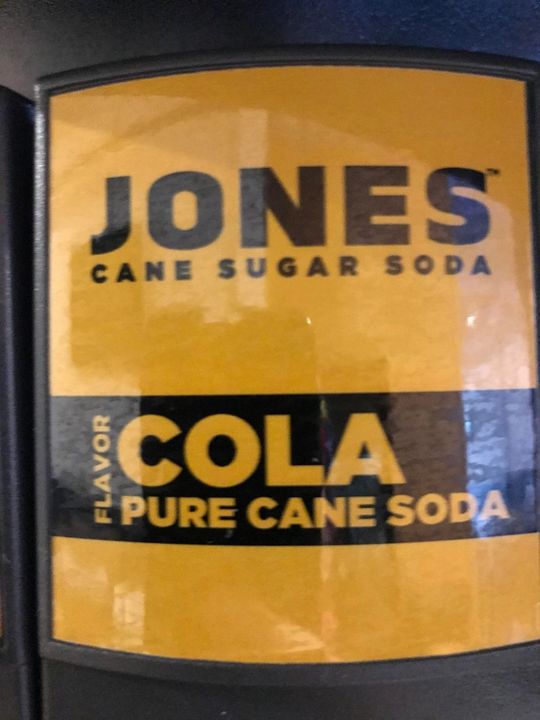 JONES™
CANE SUGAR SODA
FLAVOR
COLA
PURE CANE SODA